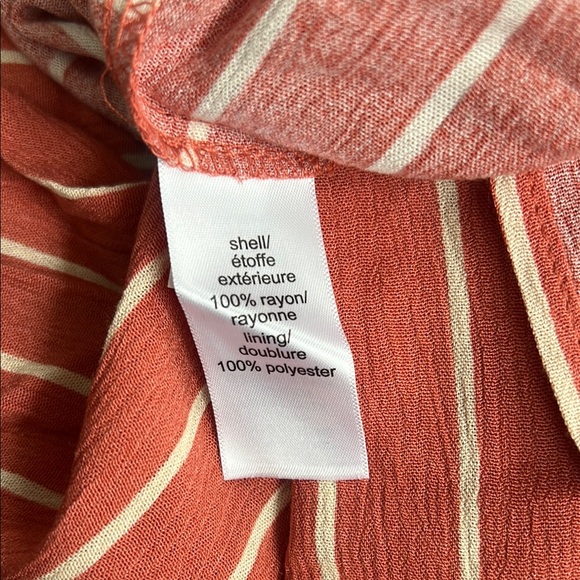 shell/
étoffe
extérieure
100% rayon/
rayonne
lining/
doublure
100% polyester